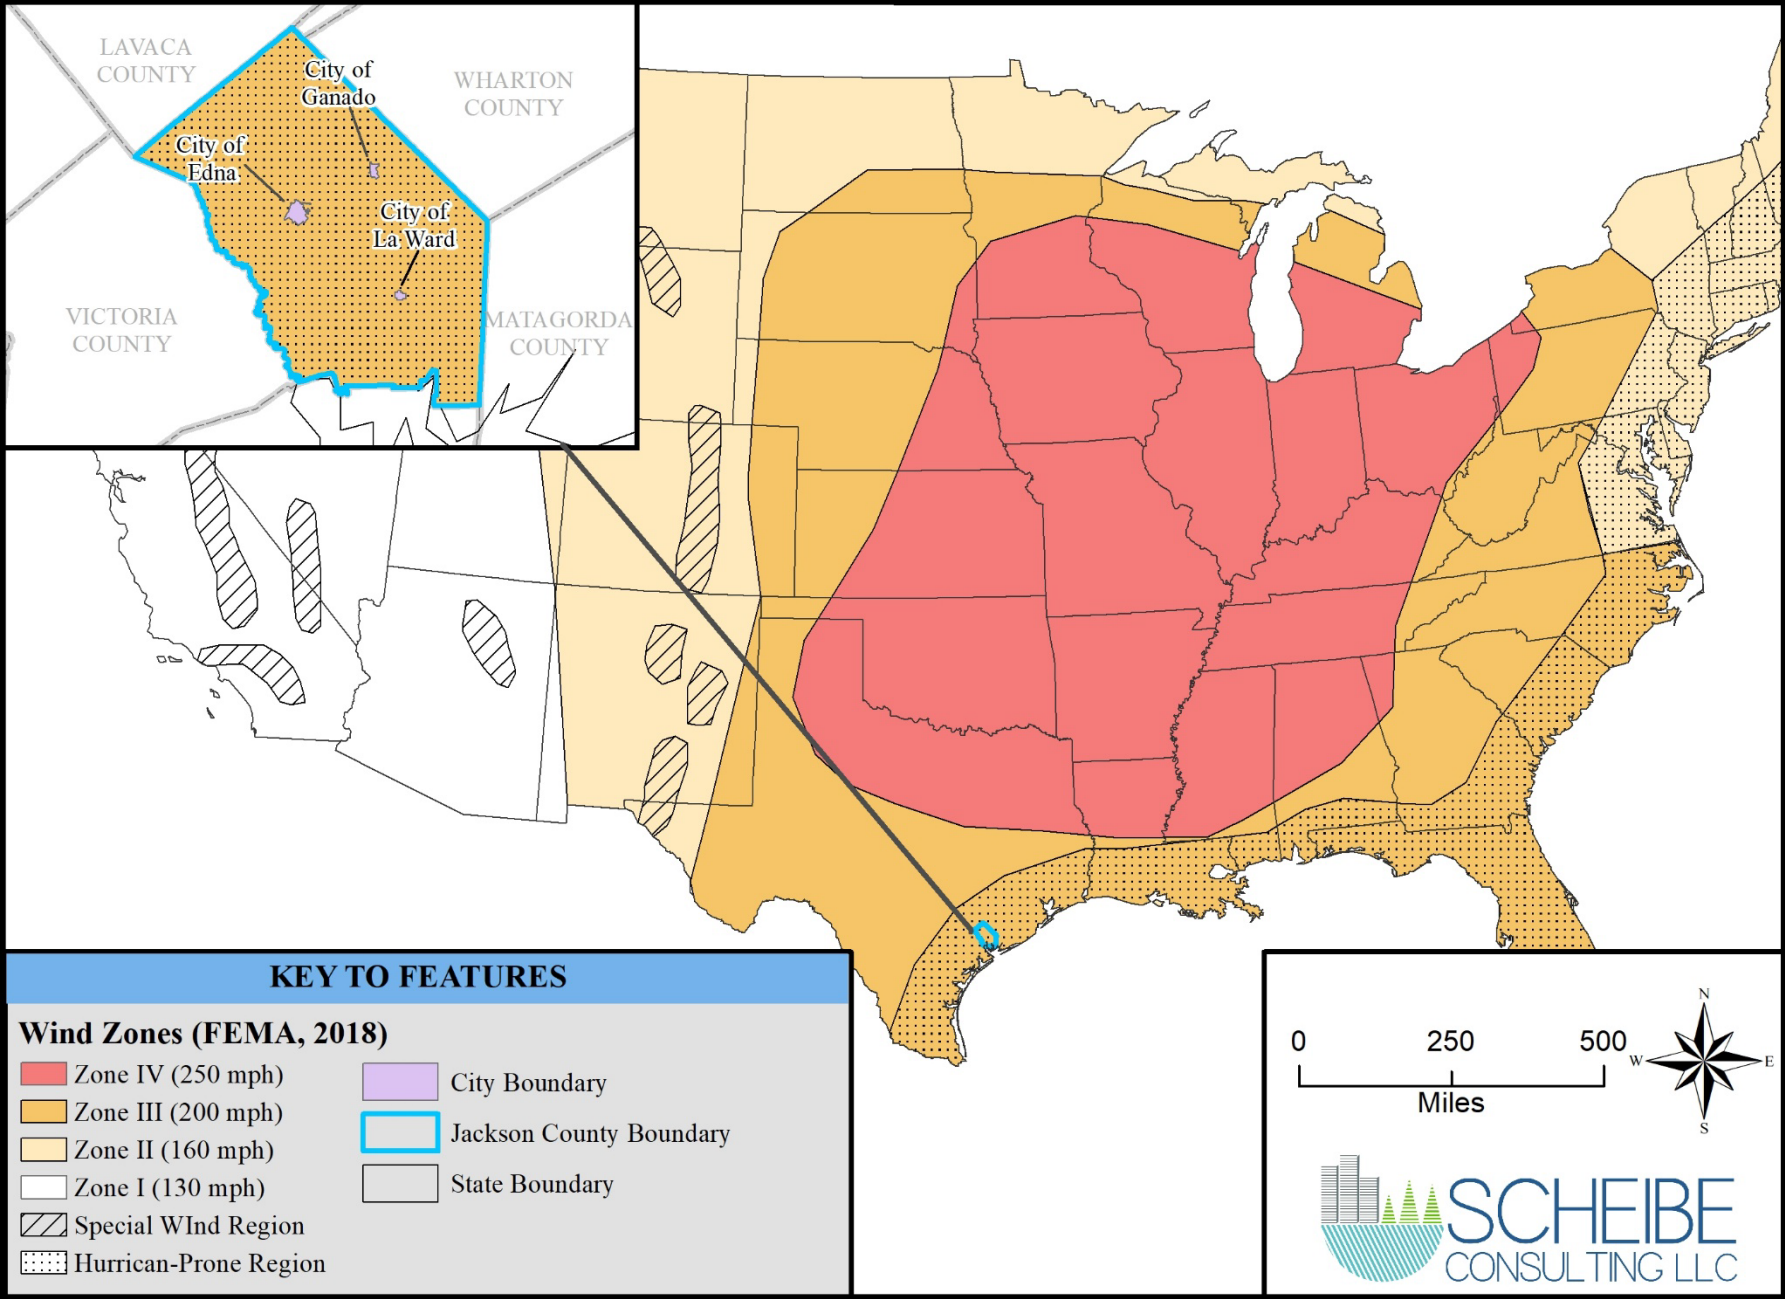 LAVACA
COUNTY
City of
Ganado
WHARTON
COUNTY
City of
Edna
City of
La Ward
VICTORIA
COUNTY
MATAGORDA
COUNTY
KEY TO FEATURES
Wind Zones (FEMA, 2018)
Zone IV (250 mph)
Zone III (200 mph)
Zone II (160 mph)
Zone I (130 mph)
Special WInd Region
Hurrican-Prone Region
City Boundary
Jackson County Boundary
State Boundary
0 250 500
Miles
N
W E
S
SCHEIBE
CONSULTING LLC